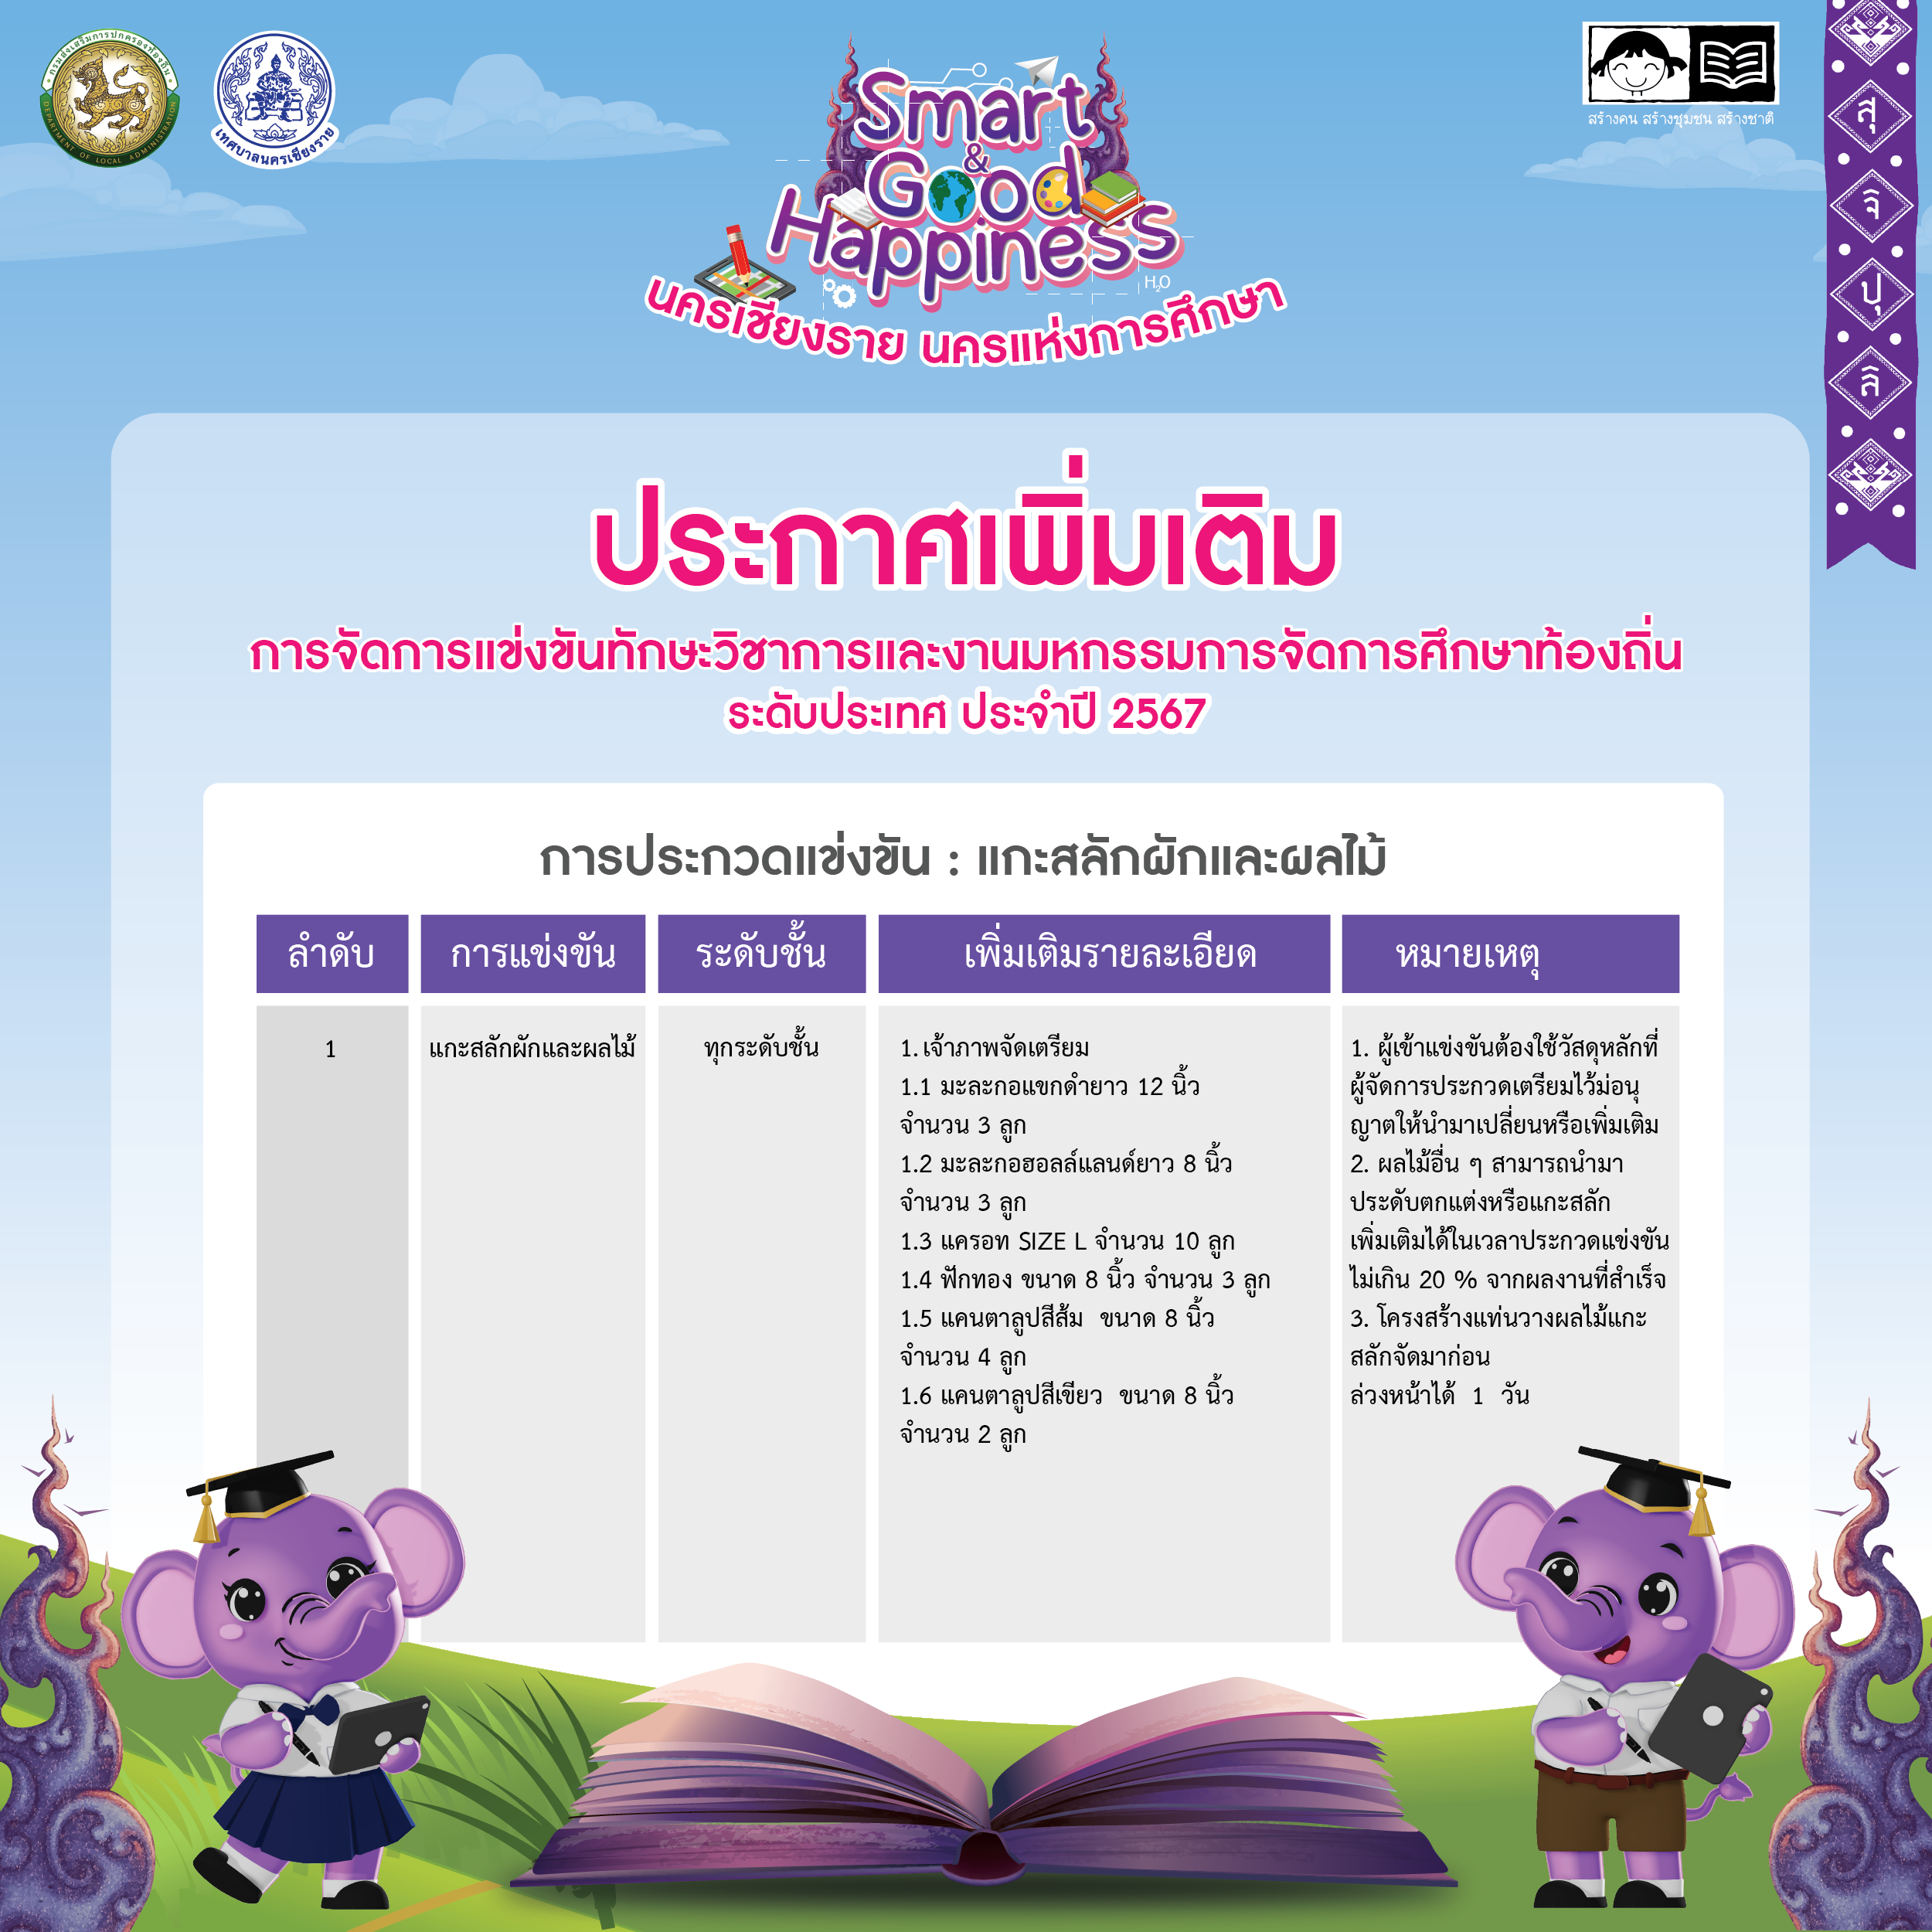 กรมส่งเสริมการปกครองท้องถิ่น
DEPARTMENT OF LOCAL ADMINISTRATION
เทศบาลนครเชียงราย
Smart
&
Good
Happiness
H2O
นครเชียงราย นครแห่งการศึกษา
สร้างคน สร้างชุมชน สร้างชาติ
สุ
จิ
ปุ
ลิ
ประกาศเพิ่มเติม
การจัดการแข่งขันทักษะวิชาการและงานมหกรรมการจัดการศึกษาท้องถิ่น
ระดับประเทศ ประจำปี 2567
การประกวดแข่งขัน : แกะสลักผักและผลไม้
ลำดับ การแข่งขัน ระดับชั้น เพิ่มเติมรายละเอียด หมายเหตุ
1 แกะสลักผักและผลไม้ ทุกระดับชั้น
1. เจ้าภาพจัดเตรียม
1.1 มะละกอแขกดำยาว 12 นิ้ว
จำนวน 3 ลูก
1.2 มะละกอฮอลล์แลนด์ยาว 8 นิ้ว
จำนวน 3 ลูก
1.3 แครอท SIZE L จำนวน 10 ลูก
1.4 ฟักทอง ขนาด 8 นิ้ว จำนวน 3 ลูก
1.5 แคนตาลูปสีส้ม ขนาด 8 นิ้ว
จำนวน 4 ลูก
1.6 แคนตาลูปสีเขียว ขนาด 8 นิ้ว
จำนวน 2 ลูก
1. ผู้เข้าแข่งขันต้องใช้วัสดุหลักที่
ผู้จัดการประกวดเตรียมไว้ม่อนุ
ญาตให้นำมาเปลี่ยนหรือเพิ่มเติม
2. ผลไม้อื่น ๆ สามารถนำมา
ประดับตกแต่งหรือแกะสลัก
เพิ่มเติมได้ในเวลาประกวดแข่งขัน
ไม่เกิน 20 % จากผลงานที่สำเร็จ
3. โครงสร้างแท่นวางผลไม้แกะ
สลักจัดมาก่อน
ล่วงหน้าได้ 1 วัน